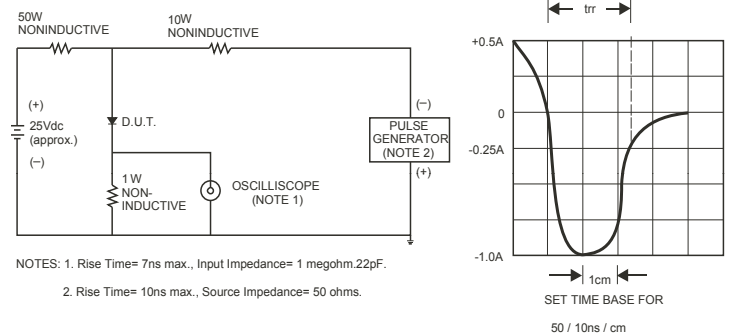 50W
NONINDUCTIVE
10W
NONINDUCTIVE
(+)
25Vdc
(approx.)
(–)
D.U.T.
1W
NON-
INDUCTIVE
OSCILLISCOPE
(NOTE 1)
(–)
PULSE
GENERATOR
(NOTE 2)
(+)
NOTES: 1. Rise Time= 7ns max., Input Impedance= 1 megohm.22pF.
2. Rise Time= 10ns max., Source Impedance= 50 ohms.
trr
+0.5A
0
-0.25A
-1.0A
1cm
SET TIME BASE FOR
50 / 10ns / cm